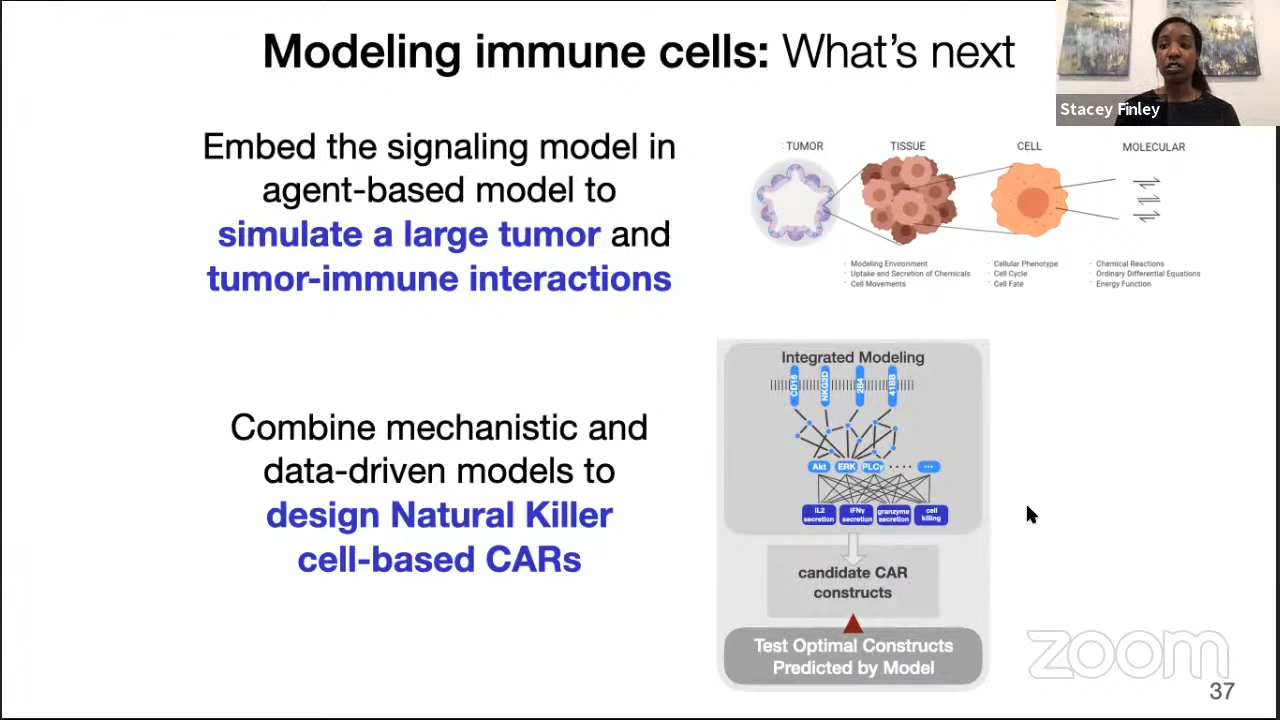 Modeling immune cells: What's next
Stacey Finley
Embed the signaling model in
agent-based model to
simulate a large tumor and
tumor-immune interactions
: TUMOR
TISSUE
CELL
MOLECULAR
· Modeling Environment
· Uptake and Secretion of Chemicals
· Cell Movements
· Cellular Phenotype
· Cell Cycle
· Cell Fate
· Chemical Reactions
· Ordinary Differential Equations
· Energy Function
Combine mechanistic and
data-driven models to
design Natural Killer
cell-based CARs
Integrated Modeling
CD16
NKG2D
2B4
41BB
Akt
ERK
PLCγ
····
...
IL2
secretion
IFNγ
secretion
granzyme
secretion
cell
killing
candidate CAR
constructs
Test Optimal Constructs
Predicted by Model
zoom
37